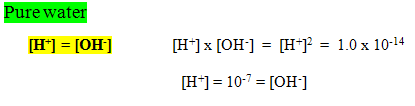 Pure water
[H⁺] = [OH⁻] [H⁺] x [OH⁻] = [H⁺]² = 1.0 x 10⁻¹⁴
[H⁺] = 10⁻⁷ = [OH⁻]